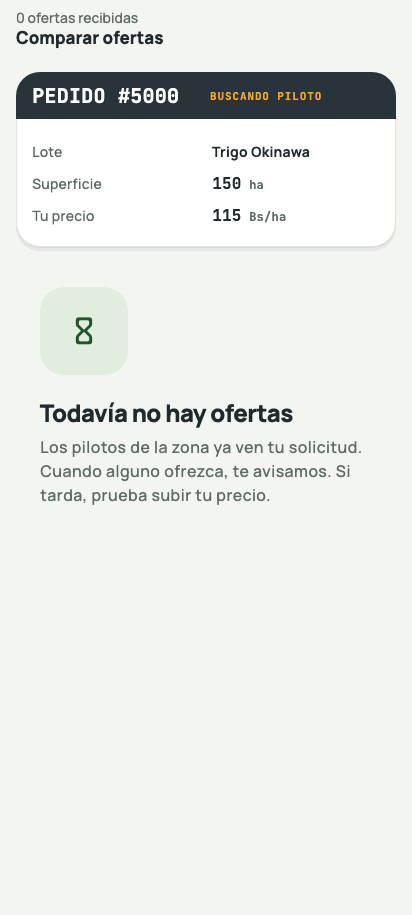 0 ofertas recibidas
Comparar ofertas
PEDIDO #5000 BUSCANDO PILOTO
Lote Trigo Okinawa
Superficie 150 ha
Tu precio 115 Bs/ha
Todavía no hay ofertas
Los pilotos de la zona ya ven tu solicitud.
Cuando alguno ofrezca, te avisamos. Si
tarda, prueba subir tu precio.